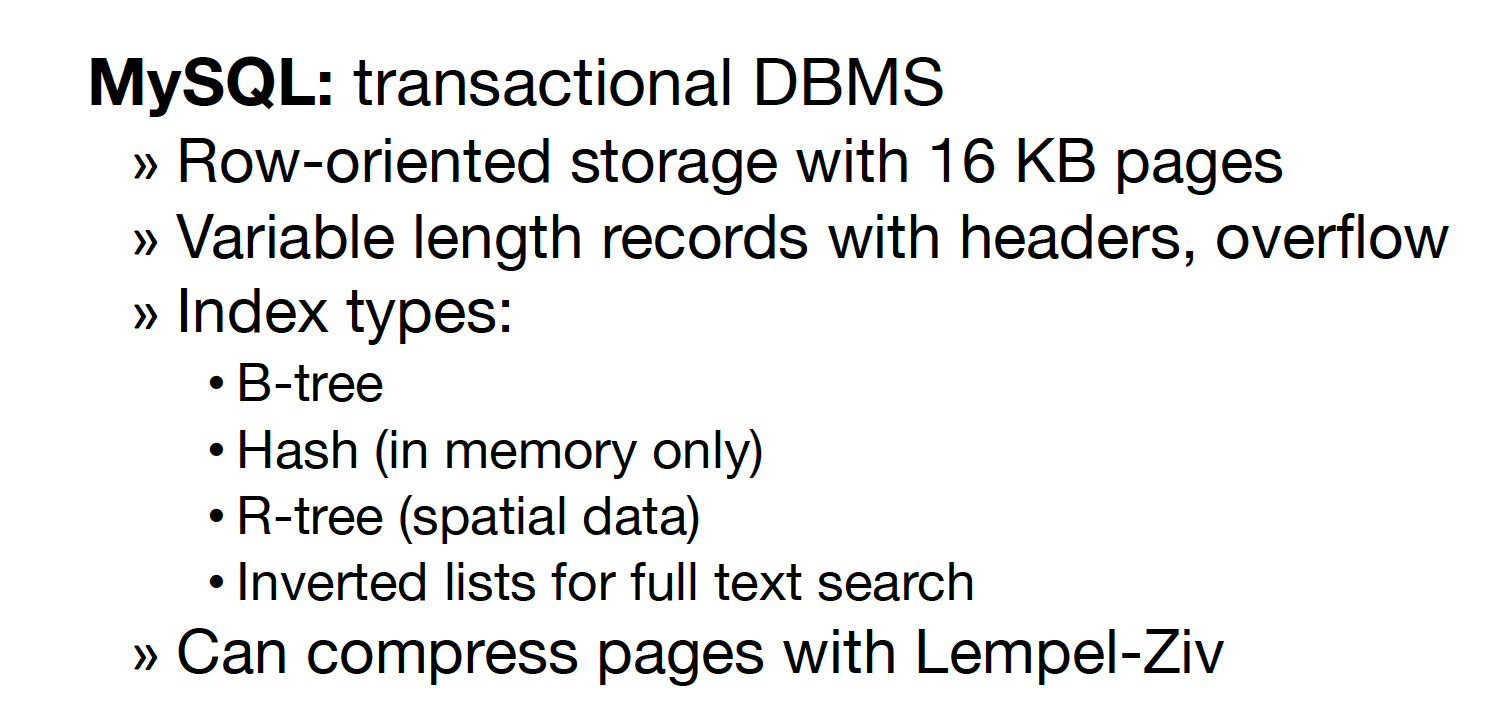 MySQL: transactional DBMS
» Row-oriented storage with 16 KB pages
» Variable length records with headers, overflow
» Index types:
• B-tree
• Hash (in memory only)
• R-tree (spatial data)
• Inverted lists for full text search
» Can compress pages with Lempel-Ziv